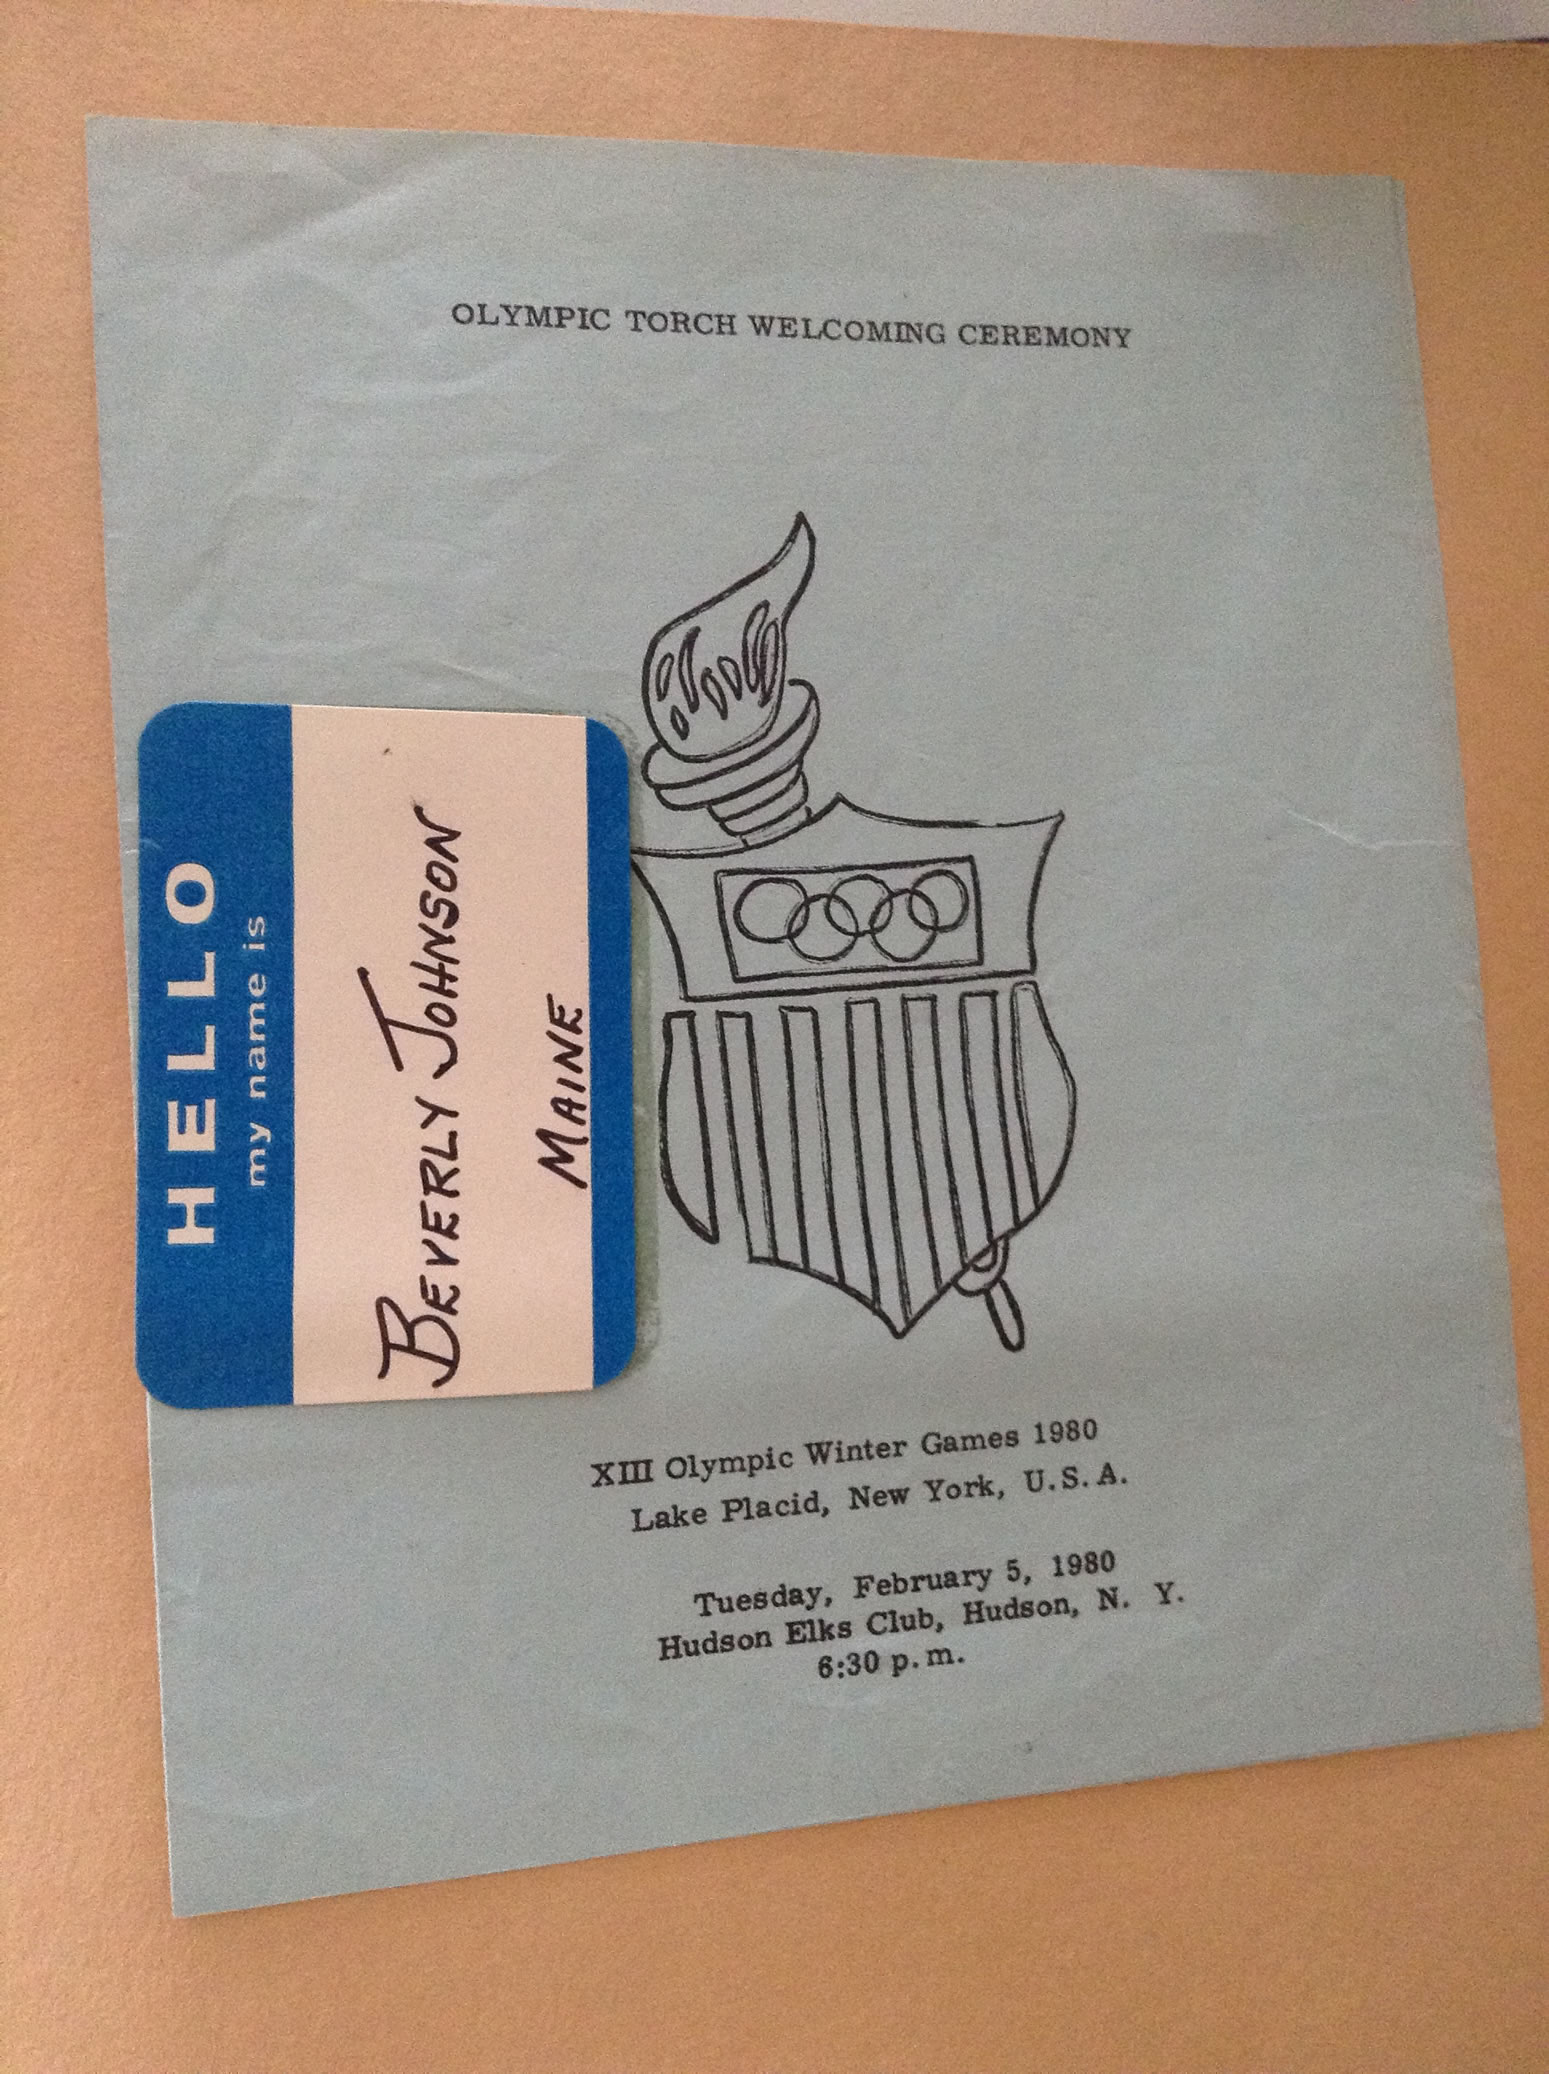 OLYMPIC TORCH WELCOMING CEREMONY
HELLO
my name is
BEVERLY JOHNSON
MAINE
XIII Olympic Winter Games 1980
Lake Placid, New York, U.S.A.
Tuesday, February 5, 1980
Hudson Elks Club, Hudson, N. Y.
6:30 p.m.